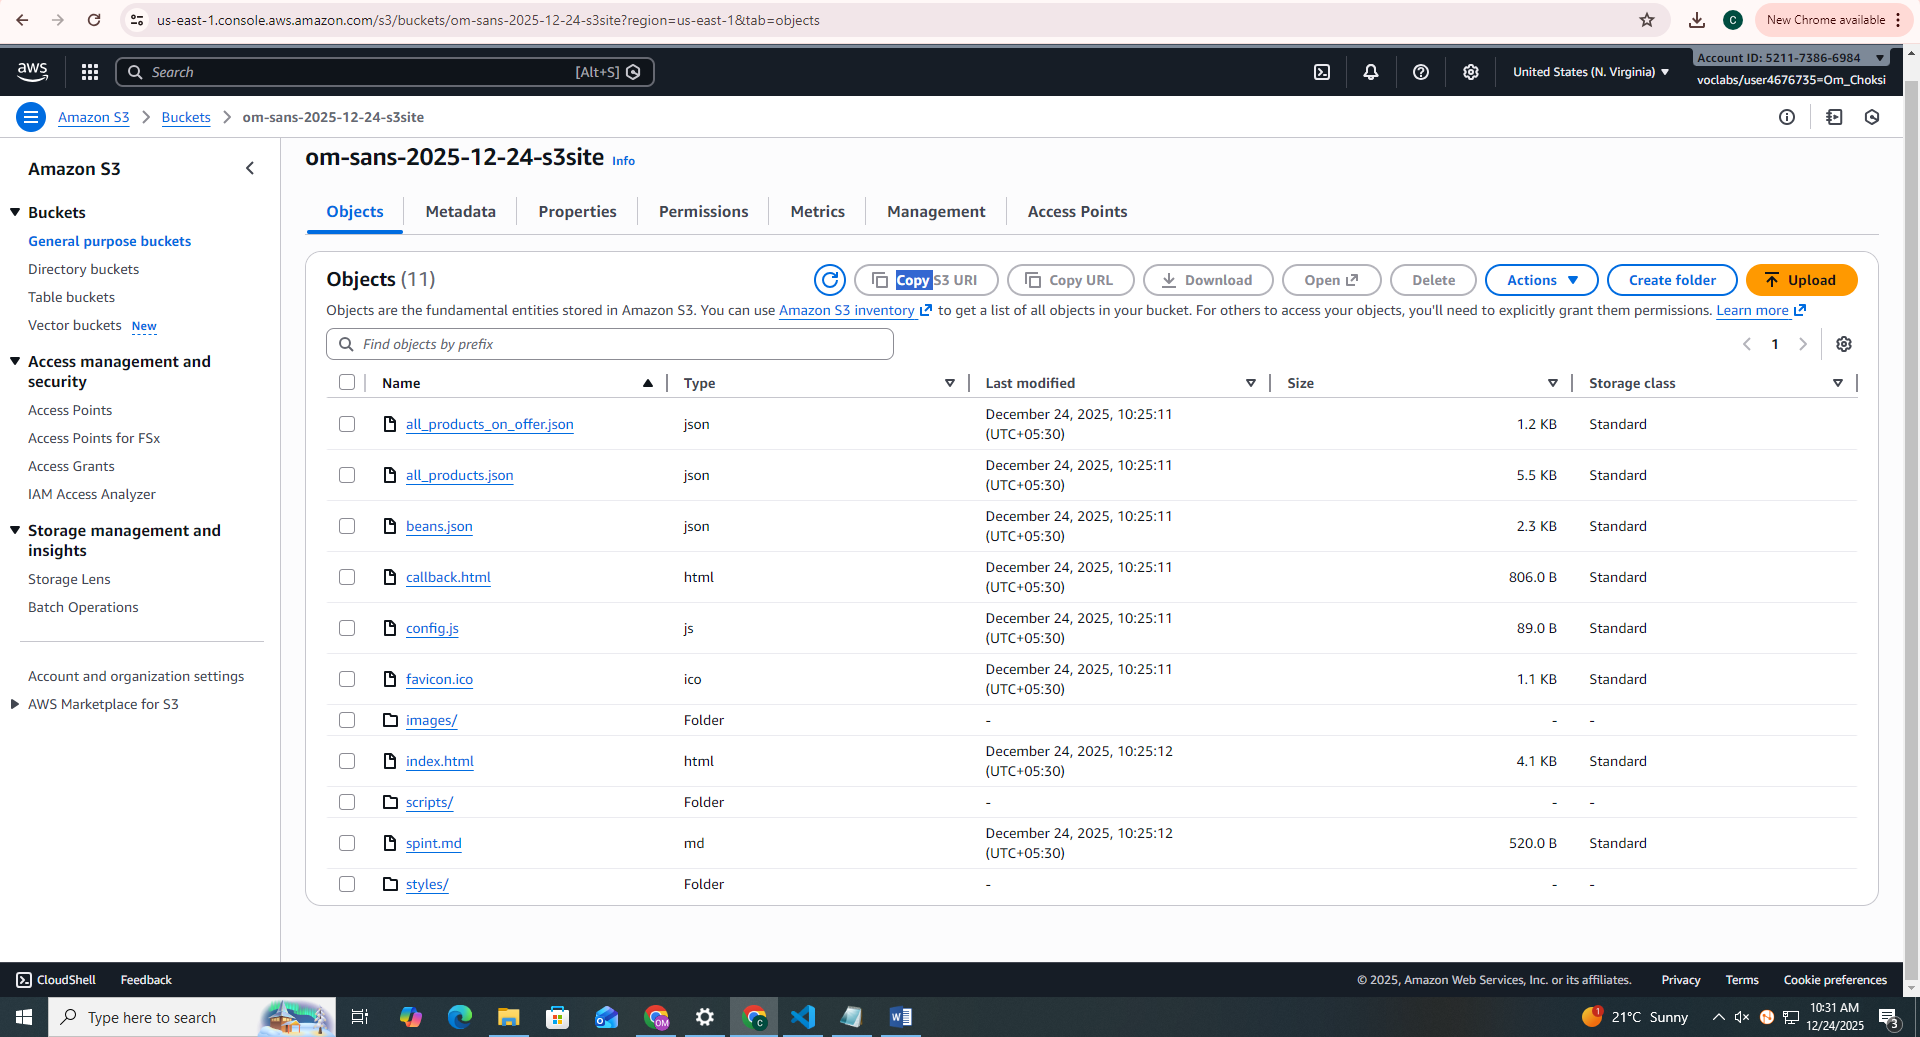 us-east-1.console.aws.amazon.com/s3/buckets/om-sans-2025-12-24-s3site?region=us-east-1&tab=objects
C
New Chrome available
aws
Search
[Alt+S]
United States (N. Virginia)
Account ID: 5211-7386-6984
voclabs/user4676735=Om_Choksi
Amazon S3
Buckets
om-sans-2025-12-24-s3site
Amazon S3
Buckets
General purpose buckets
Directory buckets
Table buckets
Vector buckets New
Access management and
security
Access Points
Access Points for FSx
Access Grants
IAM Access Analyzer
Storage management and
insights
Storage Lens
Batch Operations
Account and organization settings
AWS Marketplace for S3
om-sans-2025-12-24-s3site Info
Objects
Metadata
Properties
Permissions
Metrics
Management
Access Points
Objects (11)
Copy S3 URI
Copy URL
Download
Open
Delete
Actions
Create folder
Upload
Objects are the fundamental entities stored in Amazon S3. You can use Amazon S3 inventory to get a list of all objects in your bucket. For others to access your objects, you'll need to explicitly grant them permissions. Learn more
Find objects by prefix
1
Name Type Last modified Size Storage class
all_products_on_offer.json json December 24, 2025, 10:25:11 1.2 KB Standard
(UTC+05:30)
all_products.json json December 24, 2025, 10:25:11 5.5 KB Standard
(UTC+05:30)
beans.json json December 24, 2025, 10:25:11 2.3 KB Standard
(UTC+05:30)
callback.html html December 24, 2025, 10:25:11 806.0 B Standard
(UTC+05:30)
config.js js December 24, 2025, 10:25:11 89.0 B Standard
(UTC+05:30)
favicon.ico ico December 24, 2025, 10:25:11 1.1 KB Standard
(UTC+05:30)
images/ Folder - - -
index.html html December 24, 2025, 10:25:12 4.1 KB Standard
(UTC+05:30)
scripts/ Folder - - -
spint.md md December 24, 2025, 10:25:12 520.0 B Standard
(UTC+05:30)
styles/ Folder - - -
CloudShell
Feedback
© 2025, Amazon Web Services, Inc. or its affiliates.
Privacy
Terms
Cookie preferences
Type here to search
OM
C
1
21°C Sunny
10:31 AM
12/24/2025
3